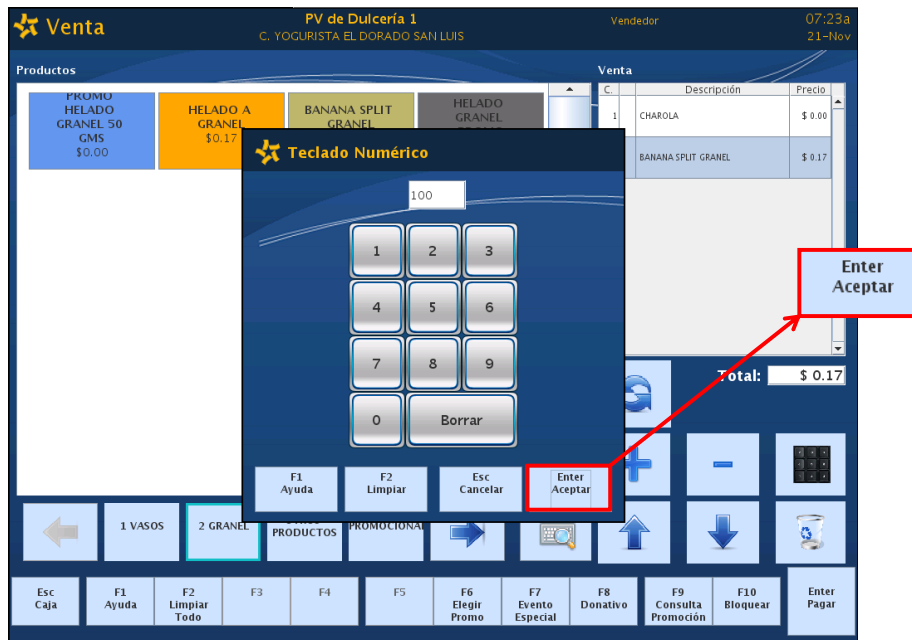 Venta
PV de Dulcería 1
C. YOGURISTA EL DORADO SAN LUIS
Vendedor
07:23a
21-Nov
Productos
PROMO
HELADO
GRANEL 50
GMS
$0.00
HELADO A
GRANEL
$0.17
BANANA SPLIT
GRANEL
HELADO
GRANEL
Venta
C.
Descripción
Precio
1
CHAROLA
$ 0.00
BANANA SPLIT GRANEL
$ 0.17
Teclado Numérico
100
1
2
3
4
5
6
7
8
9
0
Borrar
F1
Ayuda
F2
Limpiar
Esc
Cancelar
Enter
Aceptar
Enter
Aceptar
Total:
$ 0.17
1 VASOS
2 GRANEL
PRODUCTOS
PROMOCIONA
Esc
Caja
F1
Ayuda
F2
Limpiar
Todo
F3
F4
F5
F6
Elegir
Promo
F7
Evento
Especial
F8
Donativo
F9
Consulta
Promoción
F10
Bloquear
Enter
Pagar